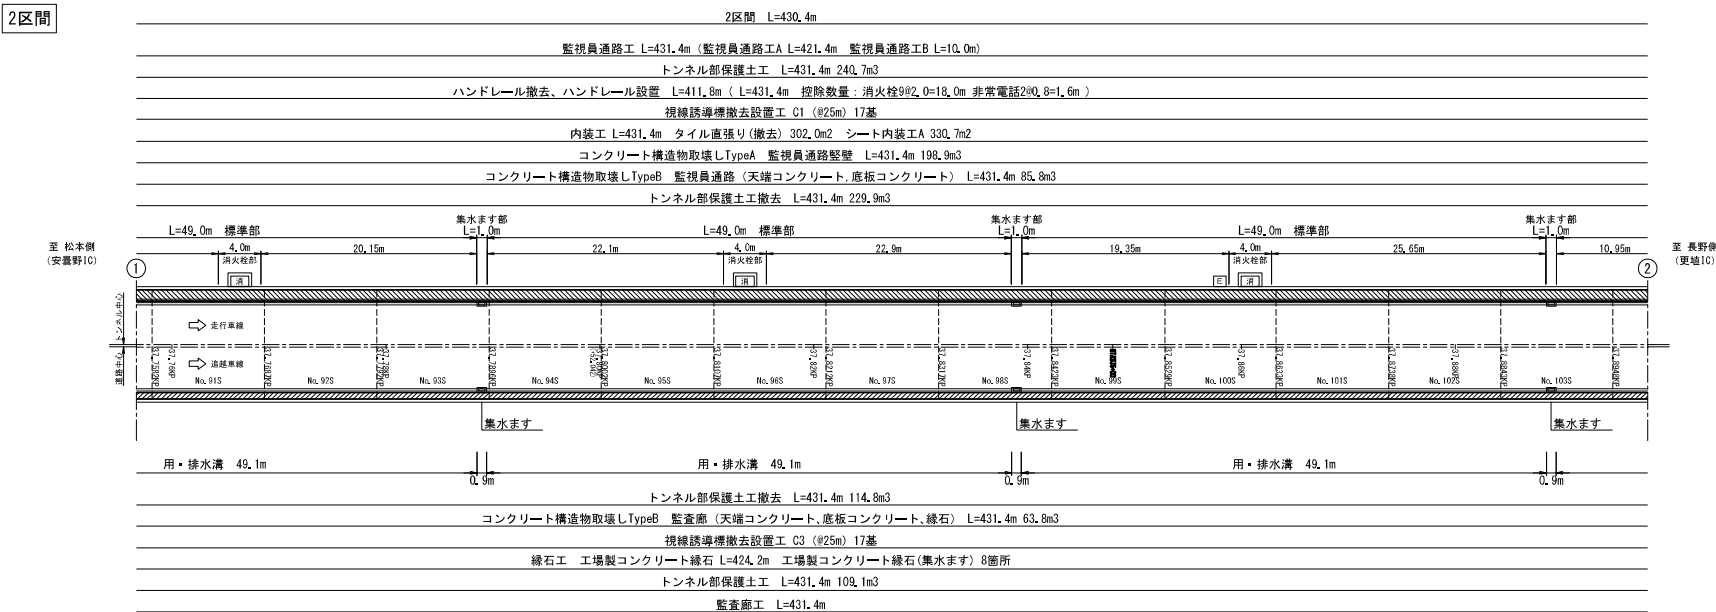 2区間
2区間 L=430.4m
監視員通路工 L=431.4m (監視員通路工A L=421.4m 監視員通路工B L=10.0m)
トンネル部保護土工 L=431.4m 240.7m3
ハンドレール撤去、ハンドレール設置 L=411.8m ( L=431.4m 控除数量:消火栓9@2.0=18.0m 非常電話2@0.8=1.6m )
視線誘導標撤去設置工 C1 (@25m) 17基
内装工 L=431.4m タイル直張り(撤去) 302.0m2 シート内装工A 330.7m2
コンクリート構造物取壊しTypeA 監視員通路竪壁 L=431.4m 198.9m3
コンクリート構造物取壊しTypeB 監視員通路 (天端コンクリート,底板コンクリート) L=431.4m 85.8m3
トンネル部保護土工撤去 L=431.4m 229.9m3
集水ます部 集水ます部 集水ます部
L=49.0m 標準部 L=1.0m L=49.0m 標準部 L=1.0m L=49.0m 標準部 L=1.0m
至 松本側 4.0m 20.15m 22.1m 4.0m 22.9m 19.35m 4.0m 25.65m 10.95m 至 長野側
(安曇野IC) 消火栓部 消火栓部 消火栓部 (更埴IC)
① 消 消 E 消 ②
トンネル中心
走行車線
道路中心
追越車線
37.76KP 37.78KP 37.82KP 37.84KP 37.86KP 37.88KP
No.91S No.92S No.93S No.94S No.95S No.96S No.97S No.98S No.99S No.100S No.101S No.102S No.103S
集水ます 集水ます 集水ます
用・排水溝 49.1m 用・排水溝 49.1m 用・排水溝 49.1m
0.9m 0.9m 0.9m
トンネル部保護土工撤去 L=431.4m 114.8m3
コンクリート構造物取壊しTypeB 監査廊 (天端コンクリート、底板コンクリート、縁石) L=431.4m 63.8m3
視線誘導標撤去設置工 C3 (@25m) 17基
縁石工 工場製コンクリート縁石 L=424.2m 工場製コンクリート縁石(集水ます) 8箇所
トンネル部保護土工 L=431.4m 109.1m3
監査廊工 L=431.4m